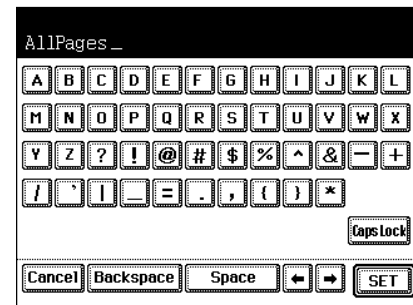 AllPages_
A B C D E F G H I J K L
M N O P Q R S T U V W X
Y Z ? ! @ # $ % ^ & — +
/ ` | _ = . , { } *
Caps Lock
Cancel Backspace Space ← → SET